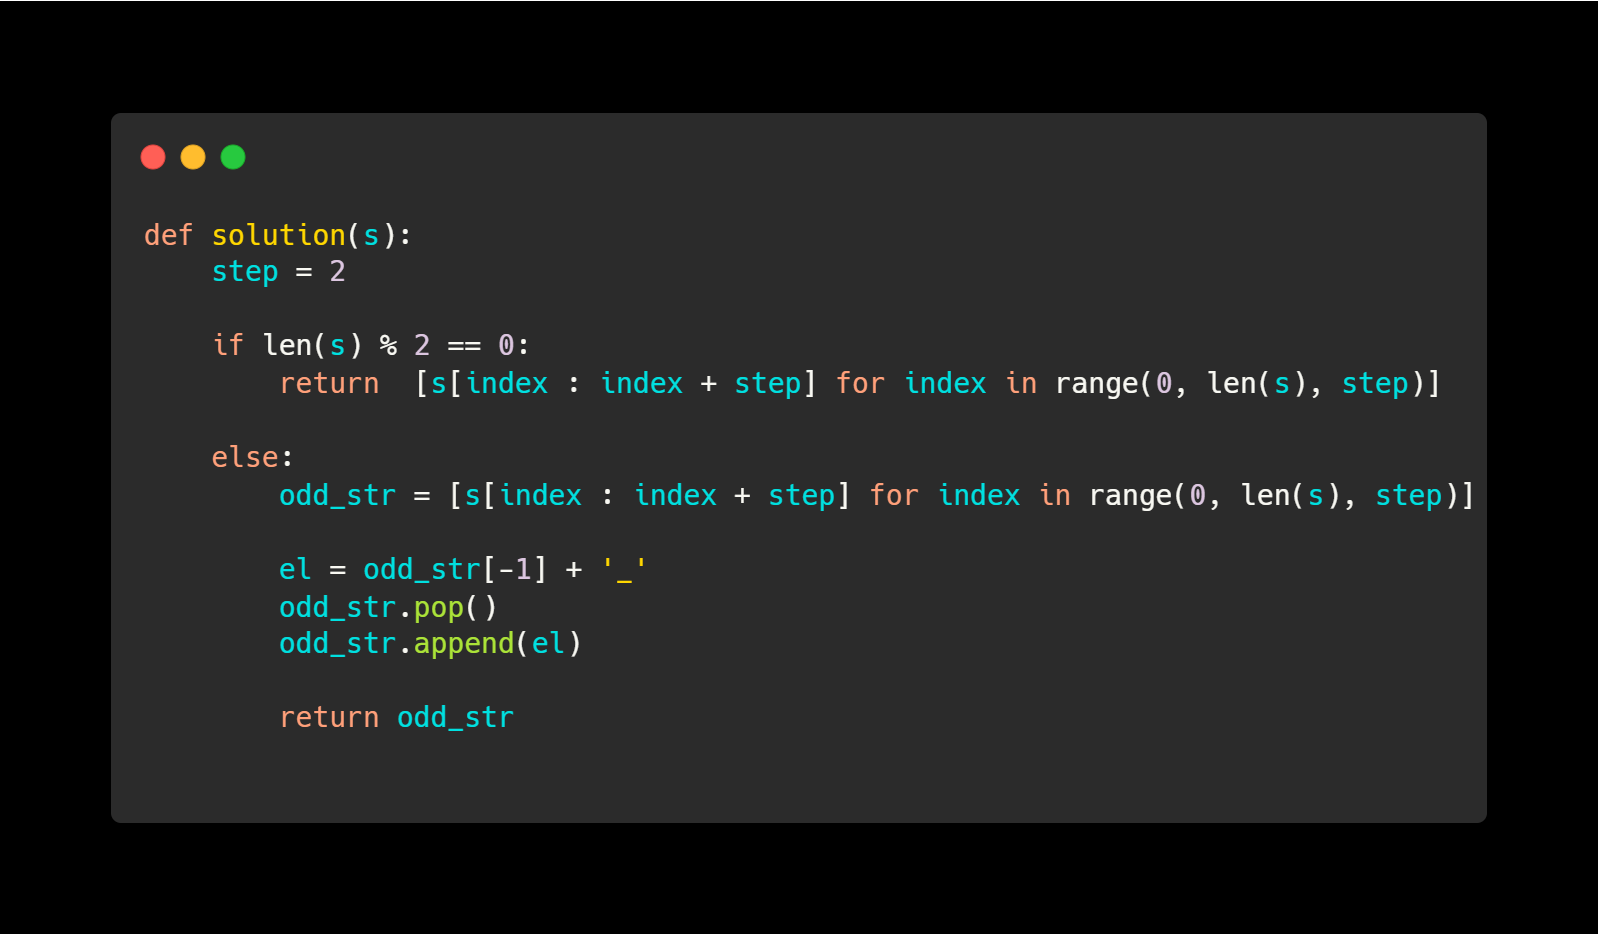 def solution(s):
    step = 2
    if len(s) % 2 == 0:
        return  [s[index : index + step] for index in range(0, len(s), step)]
    else:
        odd_str = [s[index : index + step] for index in range(0, len(s), step)]
        el = odd_str[-1] + '_'
        odd_str.pop()
        odd_str.append(el)
        return odd_str